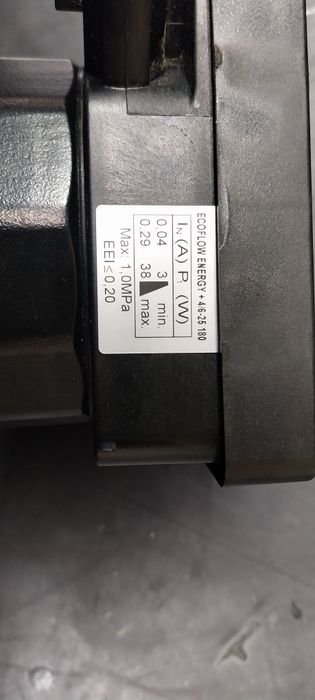 ECOFLOW ENERGY + 4/6-25 180
IN (A) P1 (W)
0.04 3 min.
0.29 38 max.
Max. 1,0MPa
EEI ≤ 0,20